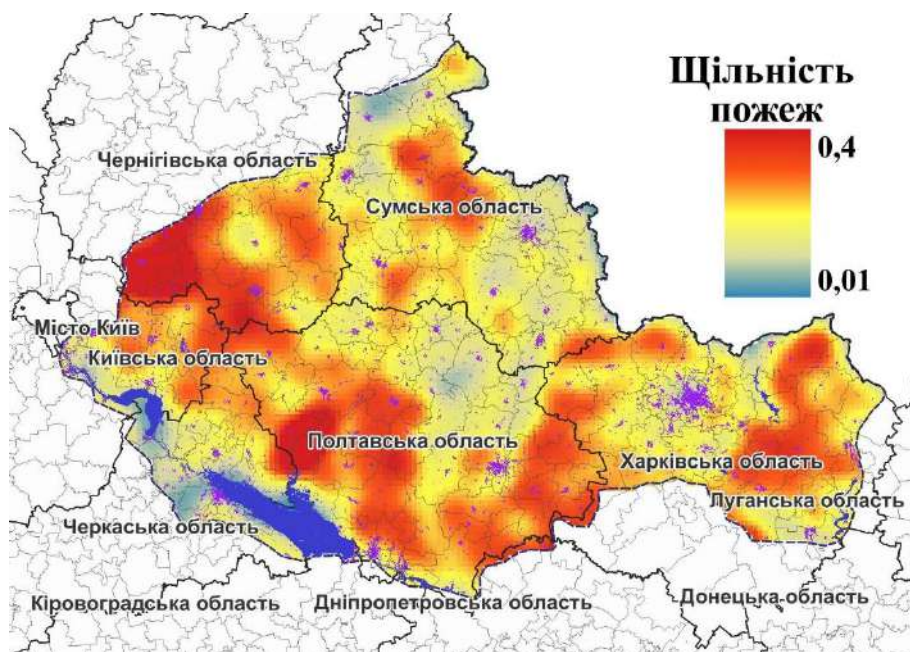 Щільність
пожеж
0,4
0,01
Чернігівська область
Сумська область
Місто Київ
Київська область
Полтавська область
Харківська область
Луганська область
Черкаська область
Кіровоградська область
Дніпропетровська область
Донецька область